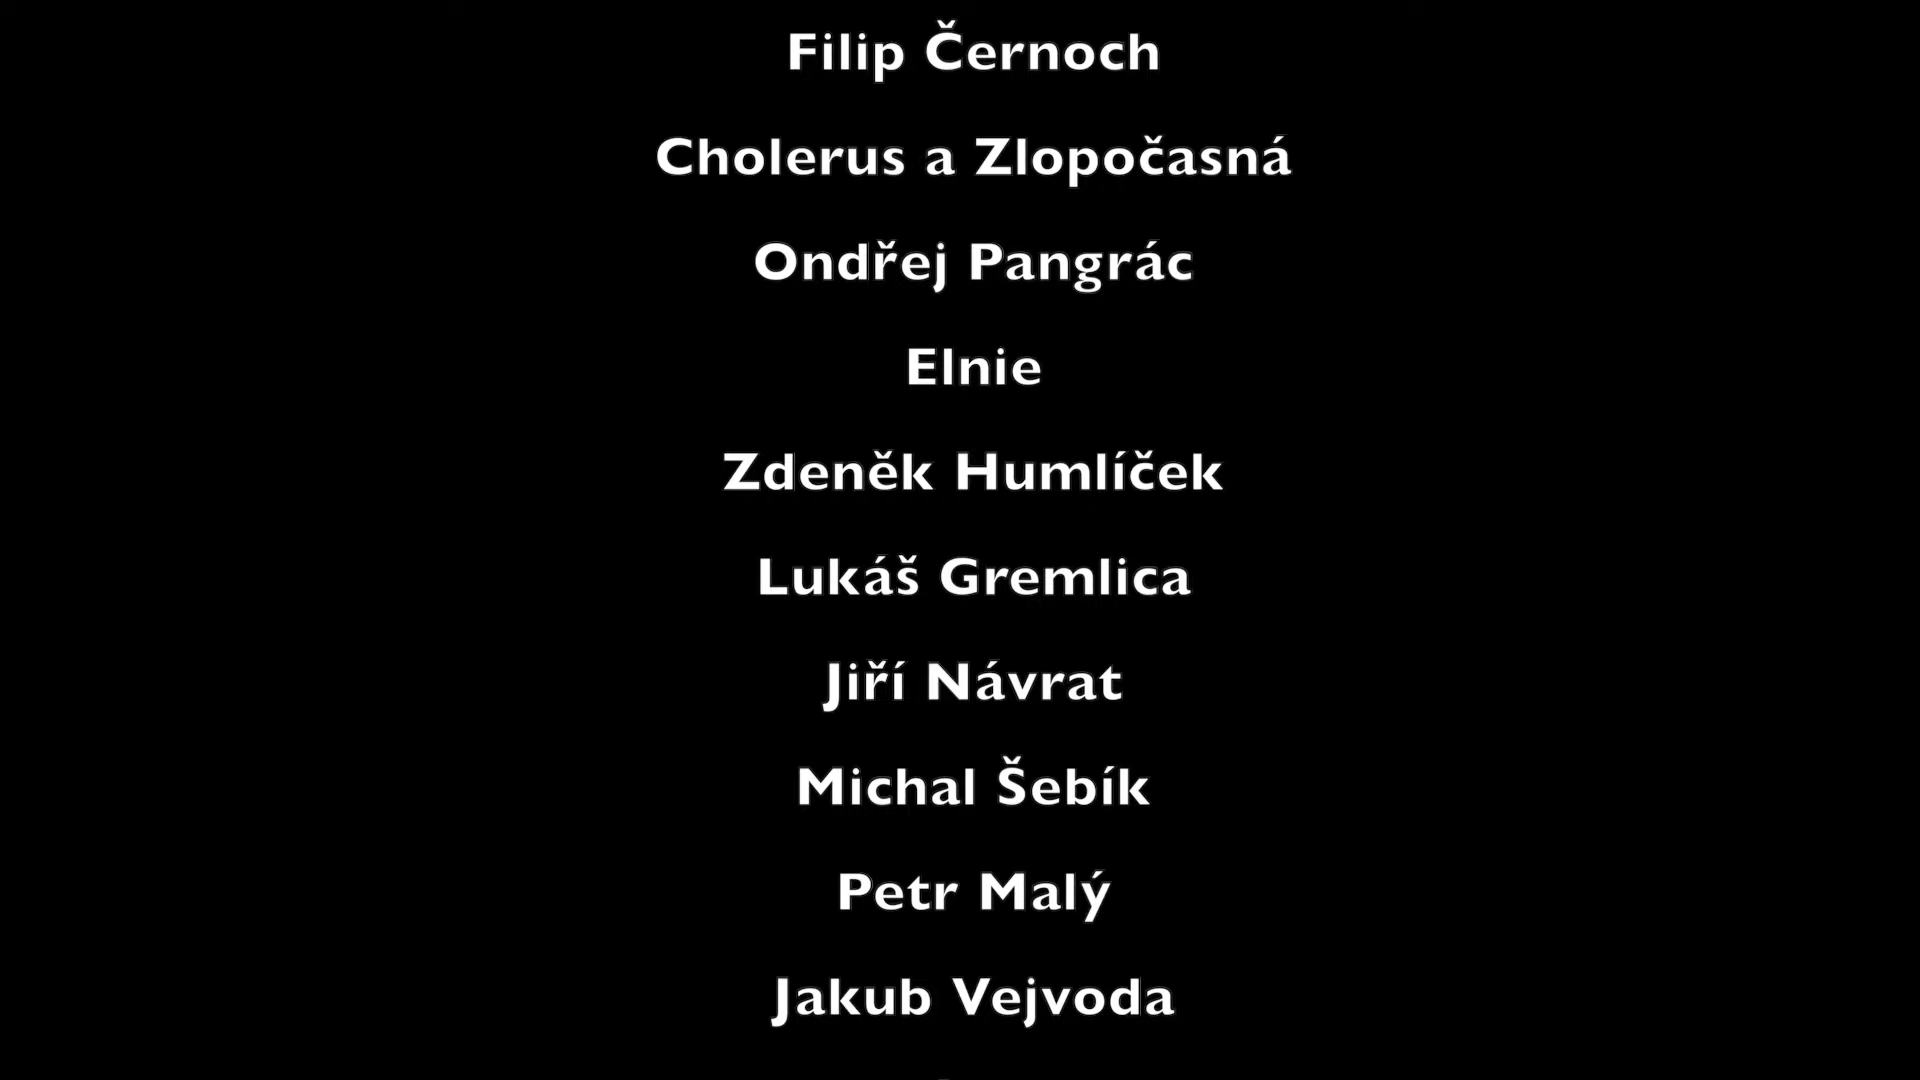 Filip Černoch
Cholerus a Zlopočasná
Ondřej Pangrác
Elnie
Zdeněk Humlíček
Lukáš Gremlica
Jiří Návrat
Michal Šebík
Petr Malý
Jakub Vejvoda